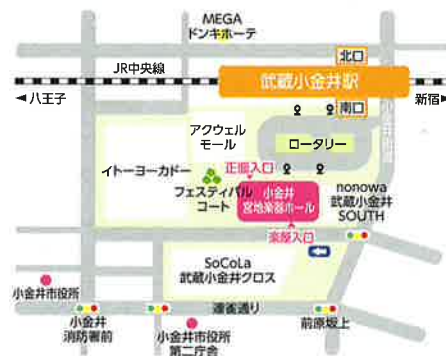 MEGA
ドンキホーテ
北口
JR中央線
武蔵小金井駅
八王子
新宿
南口
小金井街道
アクウェル
モール
ロータリー
イトーヨーカドー
正面入口
フェスティバル
コート
小金井
宮地楽器ホール
nonowa
武蔵小金井
SOUTH
楽屋入口
SoCoLa
武蔵小金井クロス
小金井市役所
連雀通り
小金井
消防署前
小金井市役所
第二庁舎
前原坂上